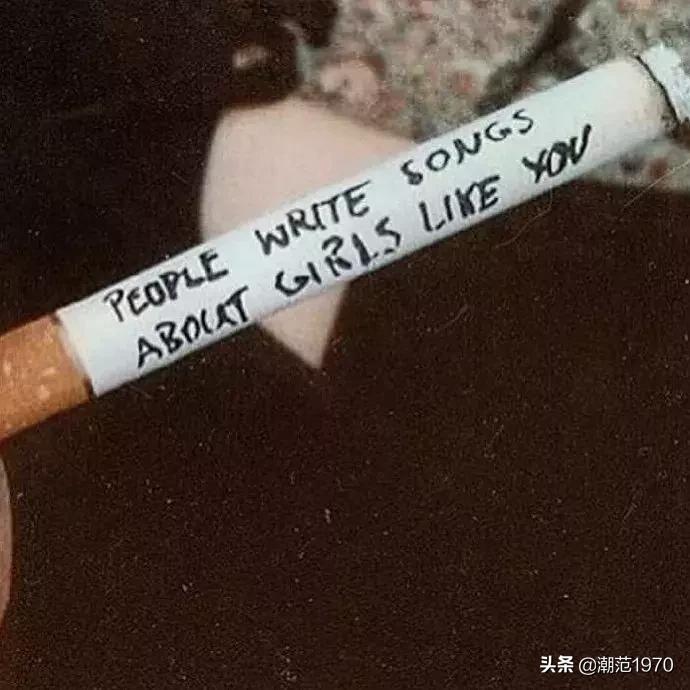 PEOPLE WRITE SONGS
ABOUT GIRLS LIKE YOU
头条 @潮范1970